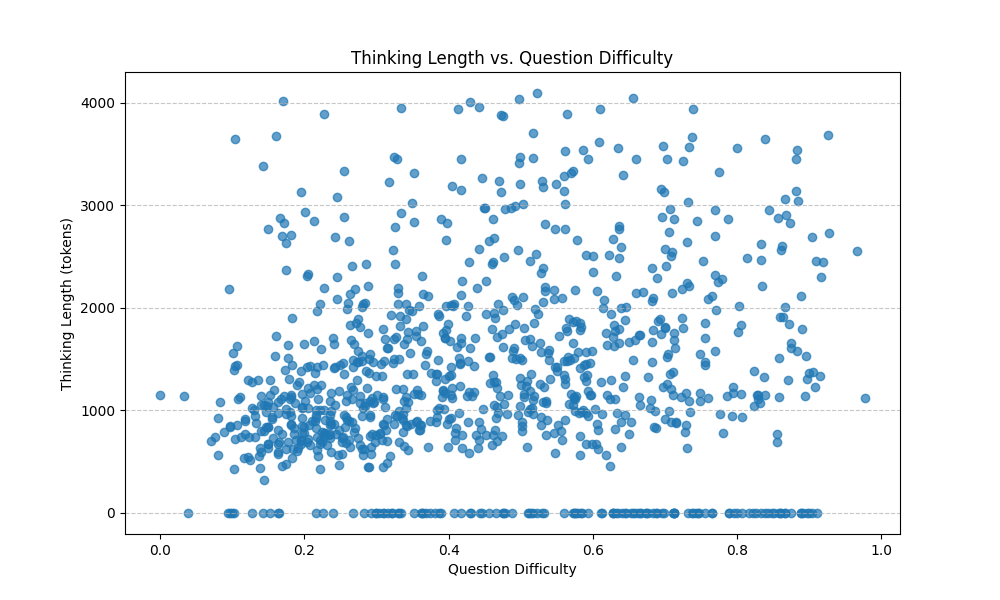 Thinking Length vs. Question Difficulty
Thinking Length (tokens)
4000
3000
2000
1000
0
0.0 0.2 0.4 0.6 0.8 1.0
Question Difficulty